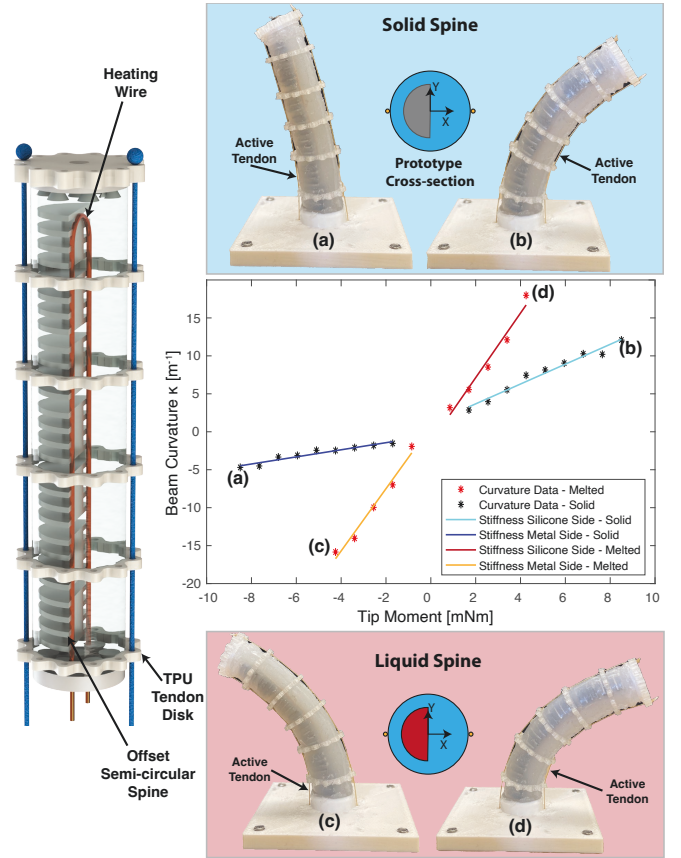 Heating
Wire
TPU
Tendon
Disk
Offset
Semi-circular
Spine
Solid Spine
Active
Tendon
Y
X
Prototype
Cross-section
Active
Tendon
(a)
(b)
Beam Curvature κ [m⁻¹]
15
10
5
0
-5
-10
-15
-20
-10
-8
-6
-4
-2
0
2
4
6
8
10
Tip Moment [mNm]
(d)
(b)
(a)
(c)
Curvature Data - Melted
Curvature Data - Solid
Stiffness Silicone Side - Solid
Stiffness Metal Side - Solid
Stiffness Silicone Side - Melted
Stiffness Metal Side - Melted
Liquid Spine
Y
X
Active
Tendon
Active
Tendon
(c)
(d)